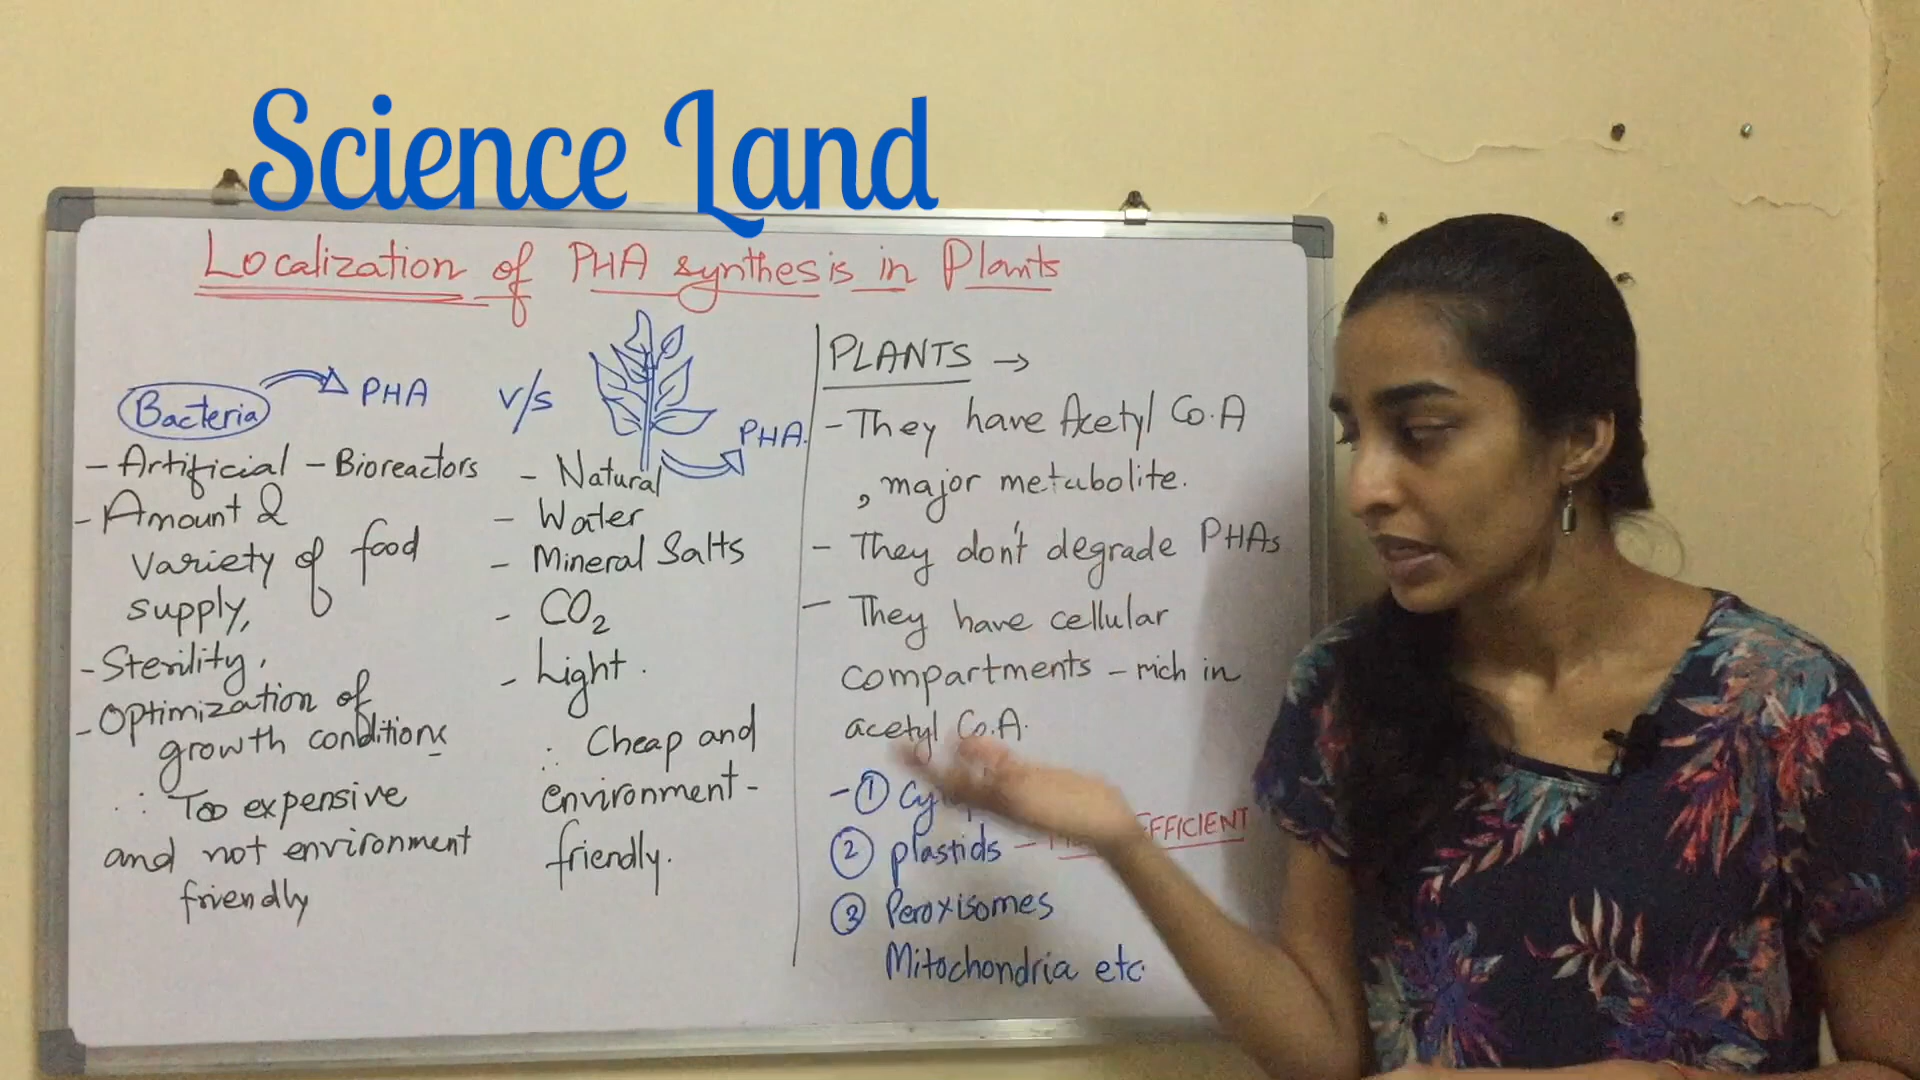 Science Land
Localization of PHA synthesis in Plants
Bacteria PHA v/s PHA.
- Artificial - Bioreactors
- Amount &
variety of food
supply,
- Sterility,
- Optimization of
growth conditions
∴ Too expensive
and not environment
friendly
- Natural
- Water
- Mineral Salts
- CO2
- Light.
∴ Cheap and
environment-
friendly.
PLANTS →
- They have Acetyl Co.A
, major metabolite.
- They don't degrade PHAs
- They have cellular
compartments - rich in
acetyl Co.A.
- ①
② plastids - EFFICIENT
③ Peroxisomes
Mitochondria etc.